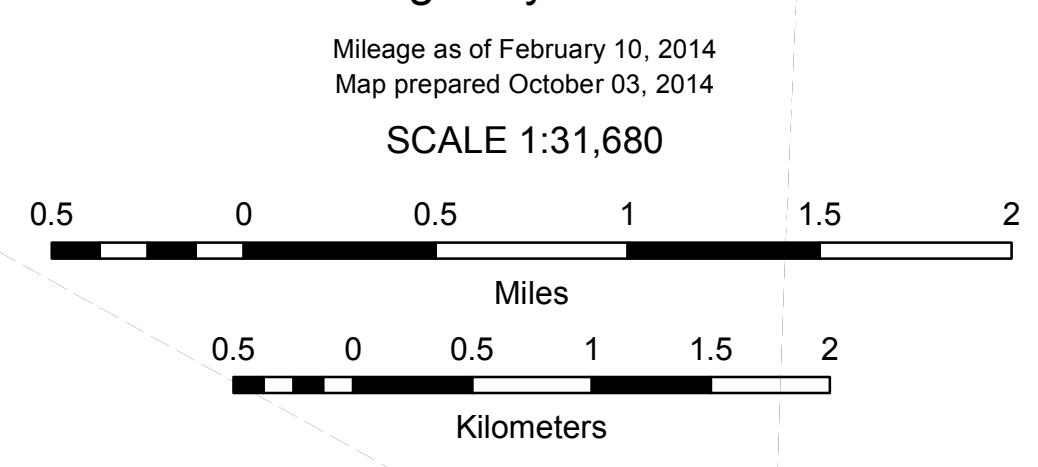 Mileage as of February 10, 2014
Map prepared October 03, 2014
SCALE 1:31,680
0.5 0 0.5 1 1.5 2
Miles
0.5 0 0.5 1 1.5 2
Kilometers